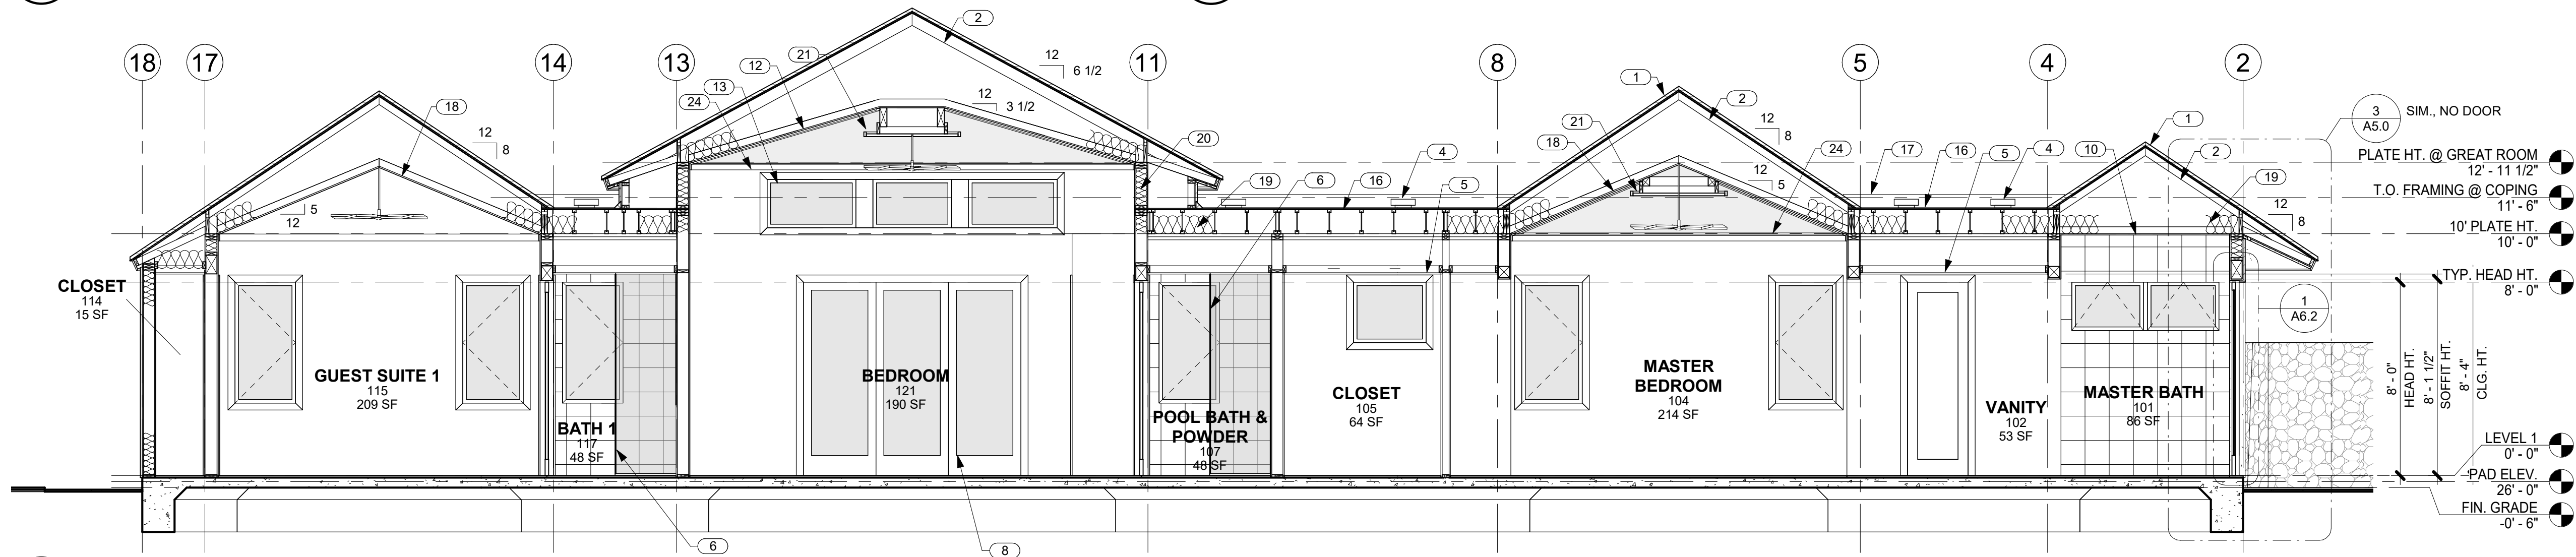 18
17
14
13
11
8
5
4
2
2
21
12
13
24
18
12
6 1/2
12
3 1/2
12
8
5
12
20
19
6
16
4
5
1
2
21
18
12
8
12
5
24
17
16
5
4
10
1
2
19
12
8
3
A5.0
SIM., NO DOOR
PLATE HT. @ GREAT ROOM
12' - 11 1/2"
T.O. FRAMING @ COPING
11' - 6"
10' PLATE HT.
10' - 0"
TYP. HEAD HT.
8' - 0"
1
A6.2
8' - 0"
HEAD HT.
8' - 1 1/2"
SOFFIT HT.
8' - 4"
CLG. HT.
LEVEL 1
0' - 0"
PAD ELEV.
26' - 0"
FIN. GRADE
-0' - 6"
CLOSET
114
15 SF
GUEST SUITE 1
115
209 SF
BATH 1
117
48 SF
BEDROOM
121
190 SF
POOL BATH &
POWDER
107
48 SF
CLOSET
105
64 SF
MASTER
BEDROOM
104
214 SF
VANITY
102
53 SF
MASTER BATH
101
86 SF
6
8